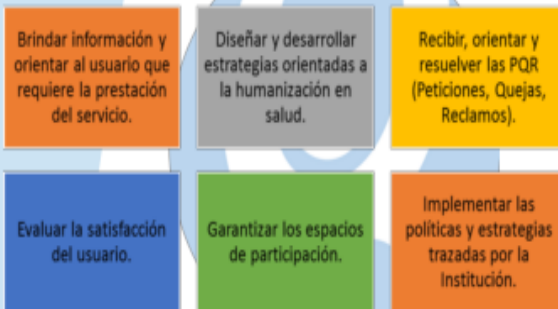 Brindar información y
orientar al usuario que
requiere la prestación
del servicio.
Diseñar y desarrollar
estrategias orientadas a
la humanización en
salud.
Recibir, orientar y
resuelver las PQR
(Peticiones, Quejas,
Reclamos).
Evaluar la satisfacción
del usuario.
Garantizar los espacios
de participación.
Implementar las
políticas y estrategias
trazadas por la
Institución.